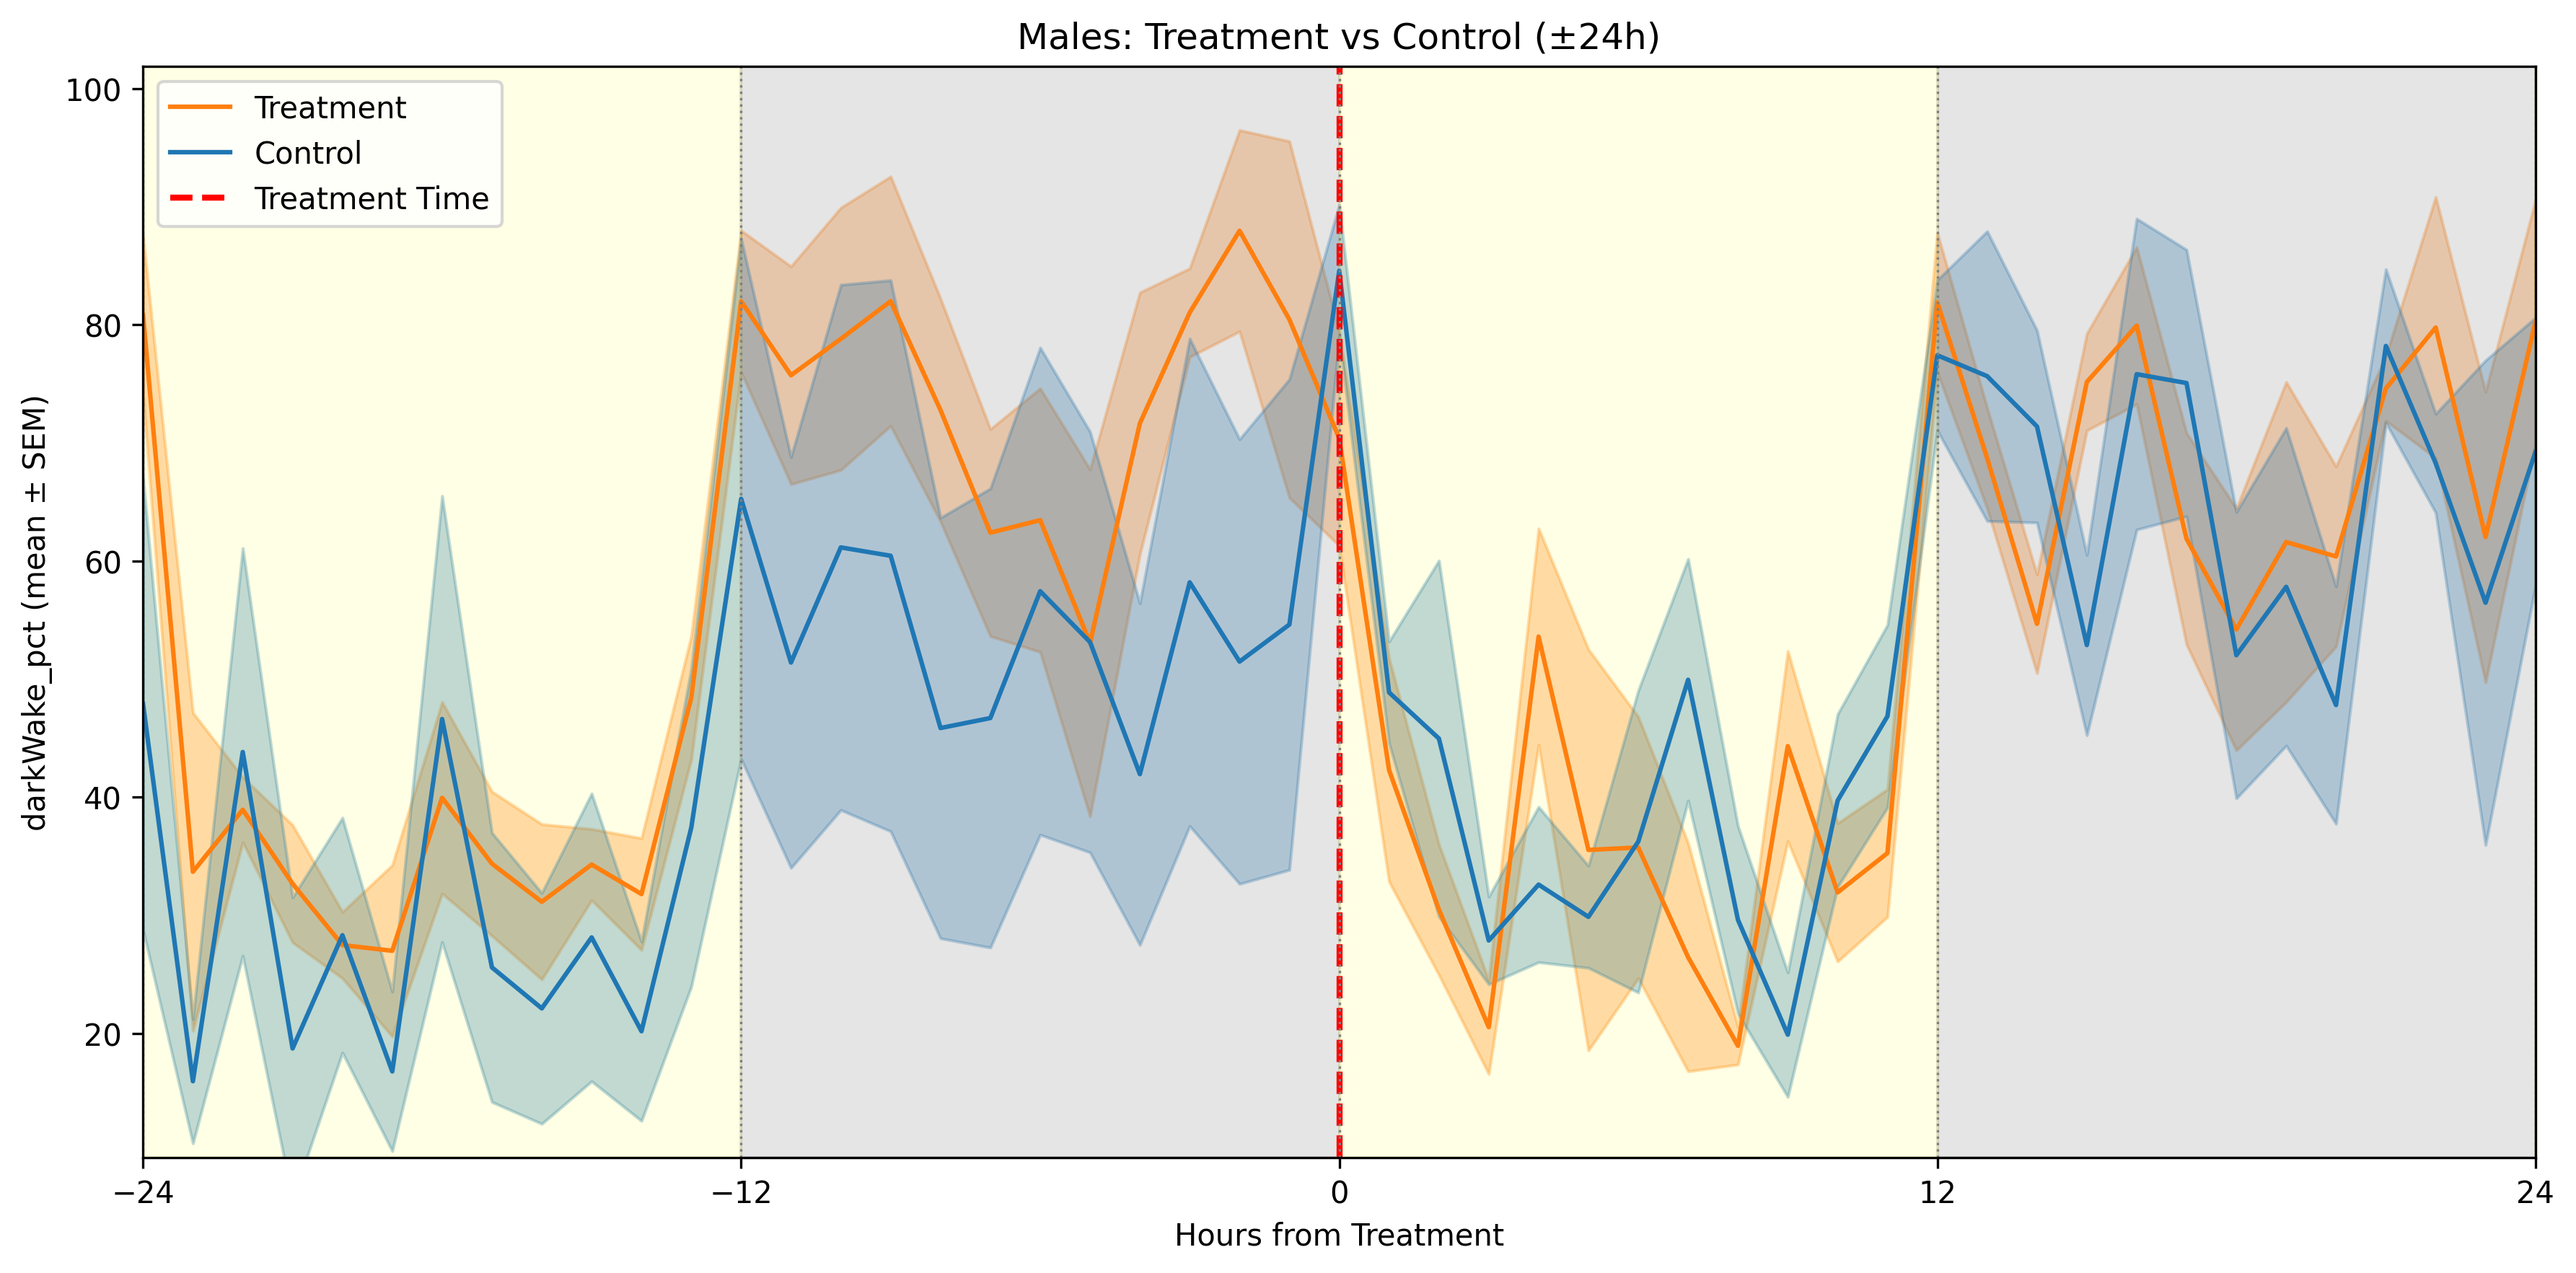 Males: Treatment vs Control (±24h)
Treatment
Control
Treatment Time
darkWake_pct (mean ± SEM)
100
80
60
40
20
−24
−12
0
12
24
Hours from Treatment